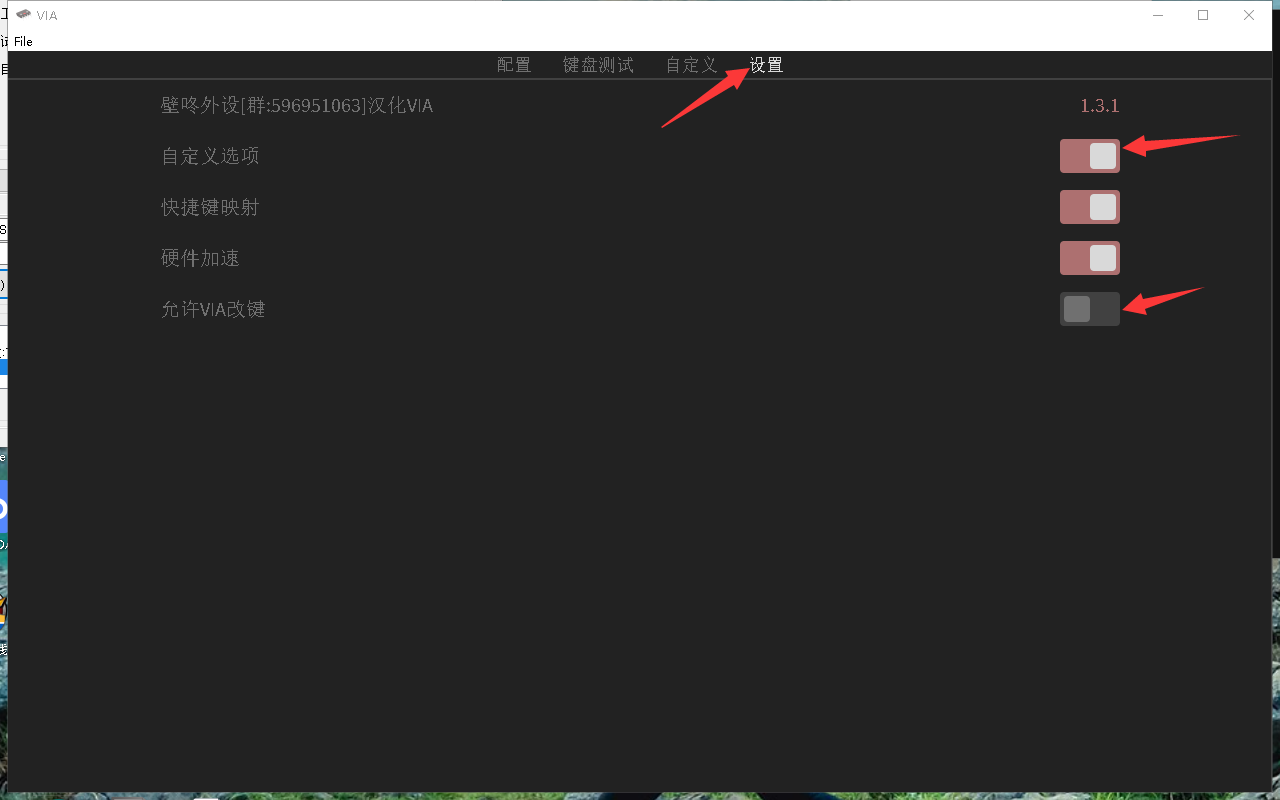 VIA
File
配置 键盘测试 自定义 设置
壁咚外设[群:596951063]汉化VIA 1.3.1
自定义选项
快捷键映射
硬件加速
允许VIA改键